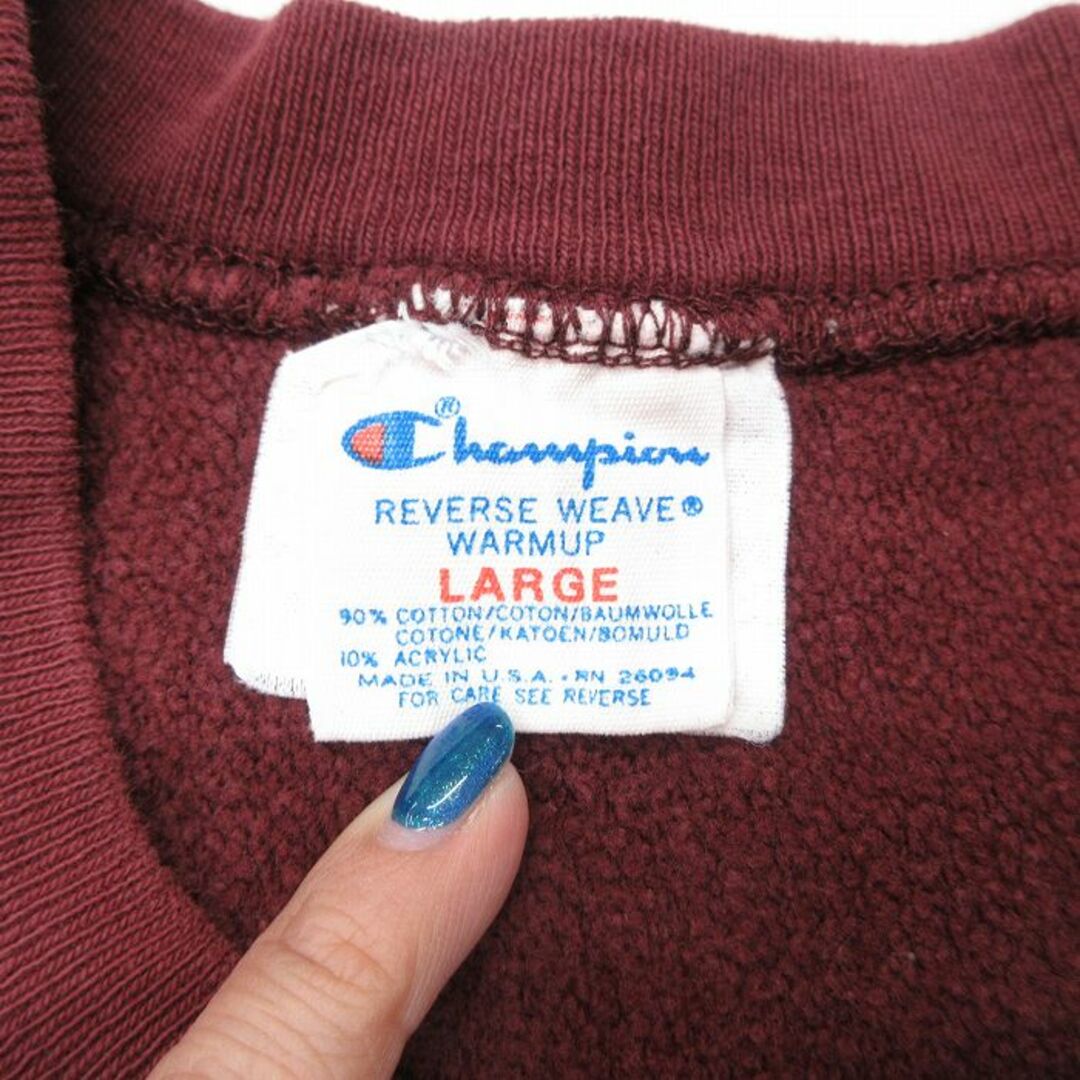 Champion®
REVERSE WEAVE®
WARMUP
LARGE
90% COTTON/COTON/BAUMWOLLE
COTONE/KATOEN/BOMULD
10% ACRYLIC
MADE IN U.S.A. • RN 26094
FOR CARE SEE REVERSE